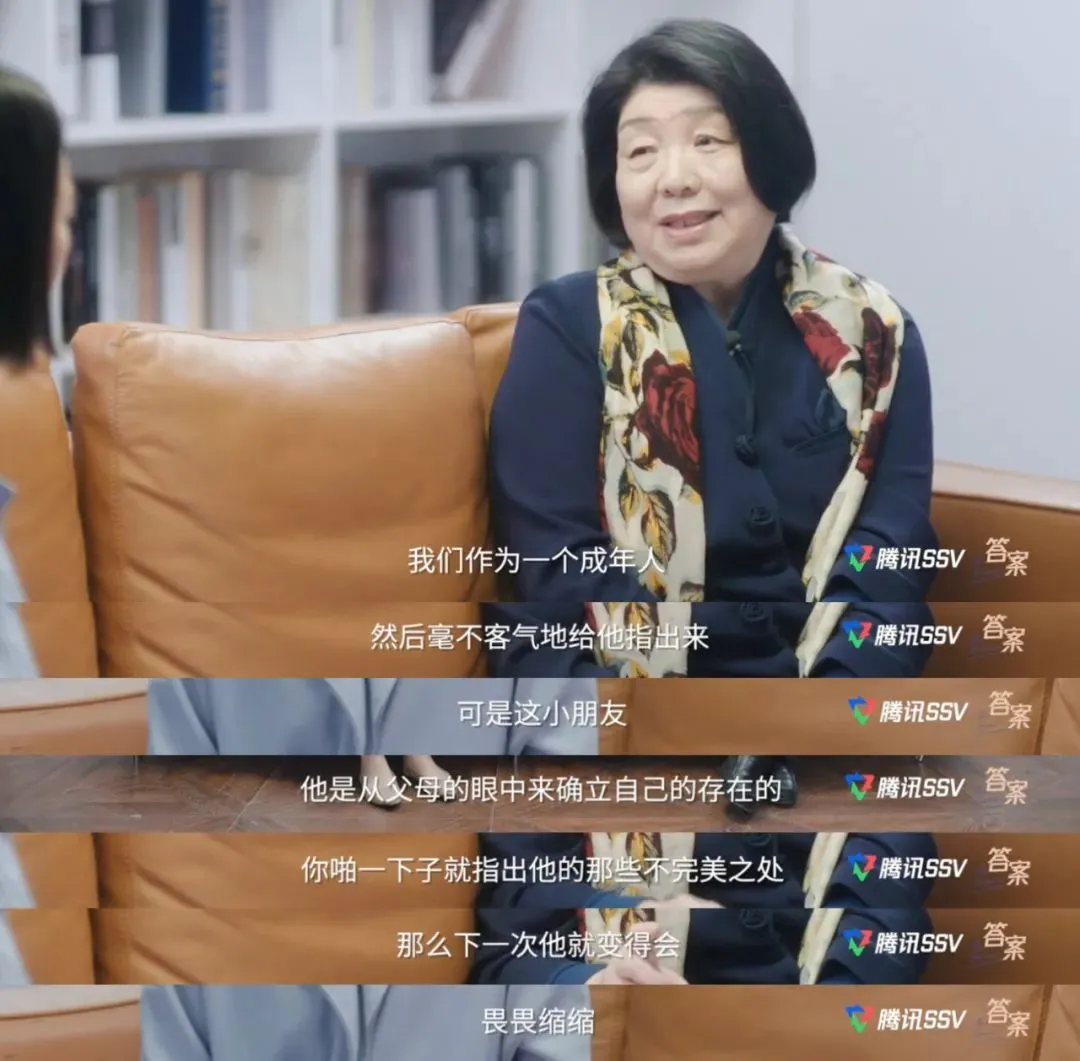 我们作为一个成年人
腾讯SSV 答案
然后毫不客气地给他指出来
腾讯SSV 答案
可是这小朋友
腾讯SSV 答案
他是从父母的眼中来确立自己的存在的
腾讯SSV 答案
你啪一下子就指出他的那些不完美之处
腾讯SSV 答案
那么下一次他就变得会
腾讯SSV 答案
畏畏缩缩
腾讯SSV 答案